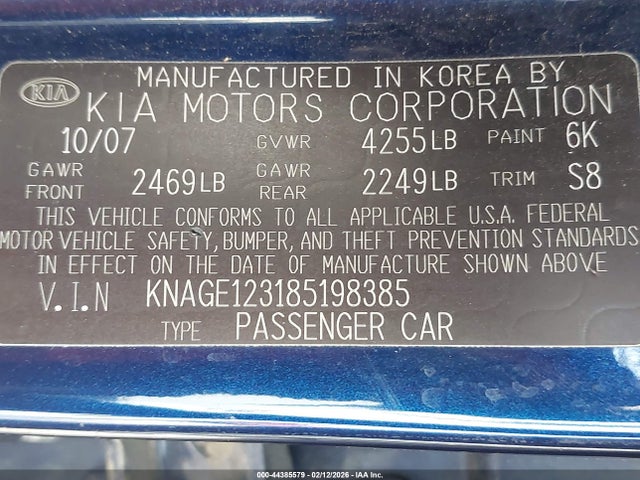 MANUFACTURED IN KOREA BY
KIA KIA MOTORS CORPORATION
10/07 GVWR 4255LB PAINT 6K
GAWR FRONT 2469LB GAWR REAR 2249LB TRIM S8
THIS VEHICLE CONFORMS TO ALL APPLICABLE U.S.A. FEDERAL
MOTOR VEHICLE SAFETY, BUMPER, AND THEFT PREVENTION STANDARDS
IN EFFECT ON THE DATE OF MANUFACTURE SHOWN ABOVE
V.I.N KNAGE123185198385
TYPE PASSENGER CAR
000-44385579 - 02/12/2026 - IAA Inc.